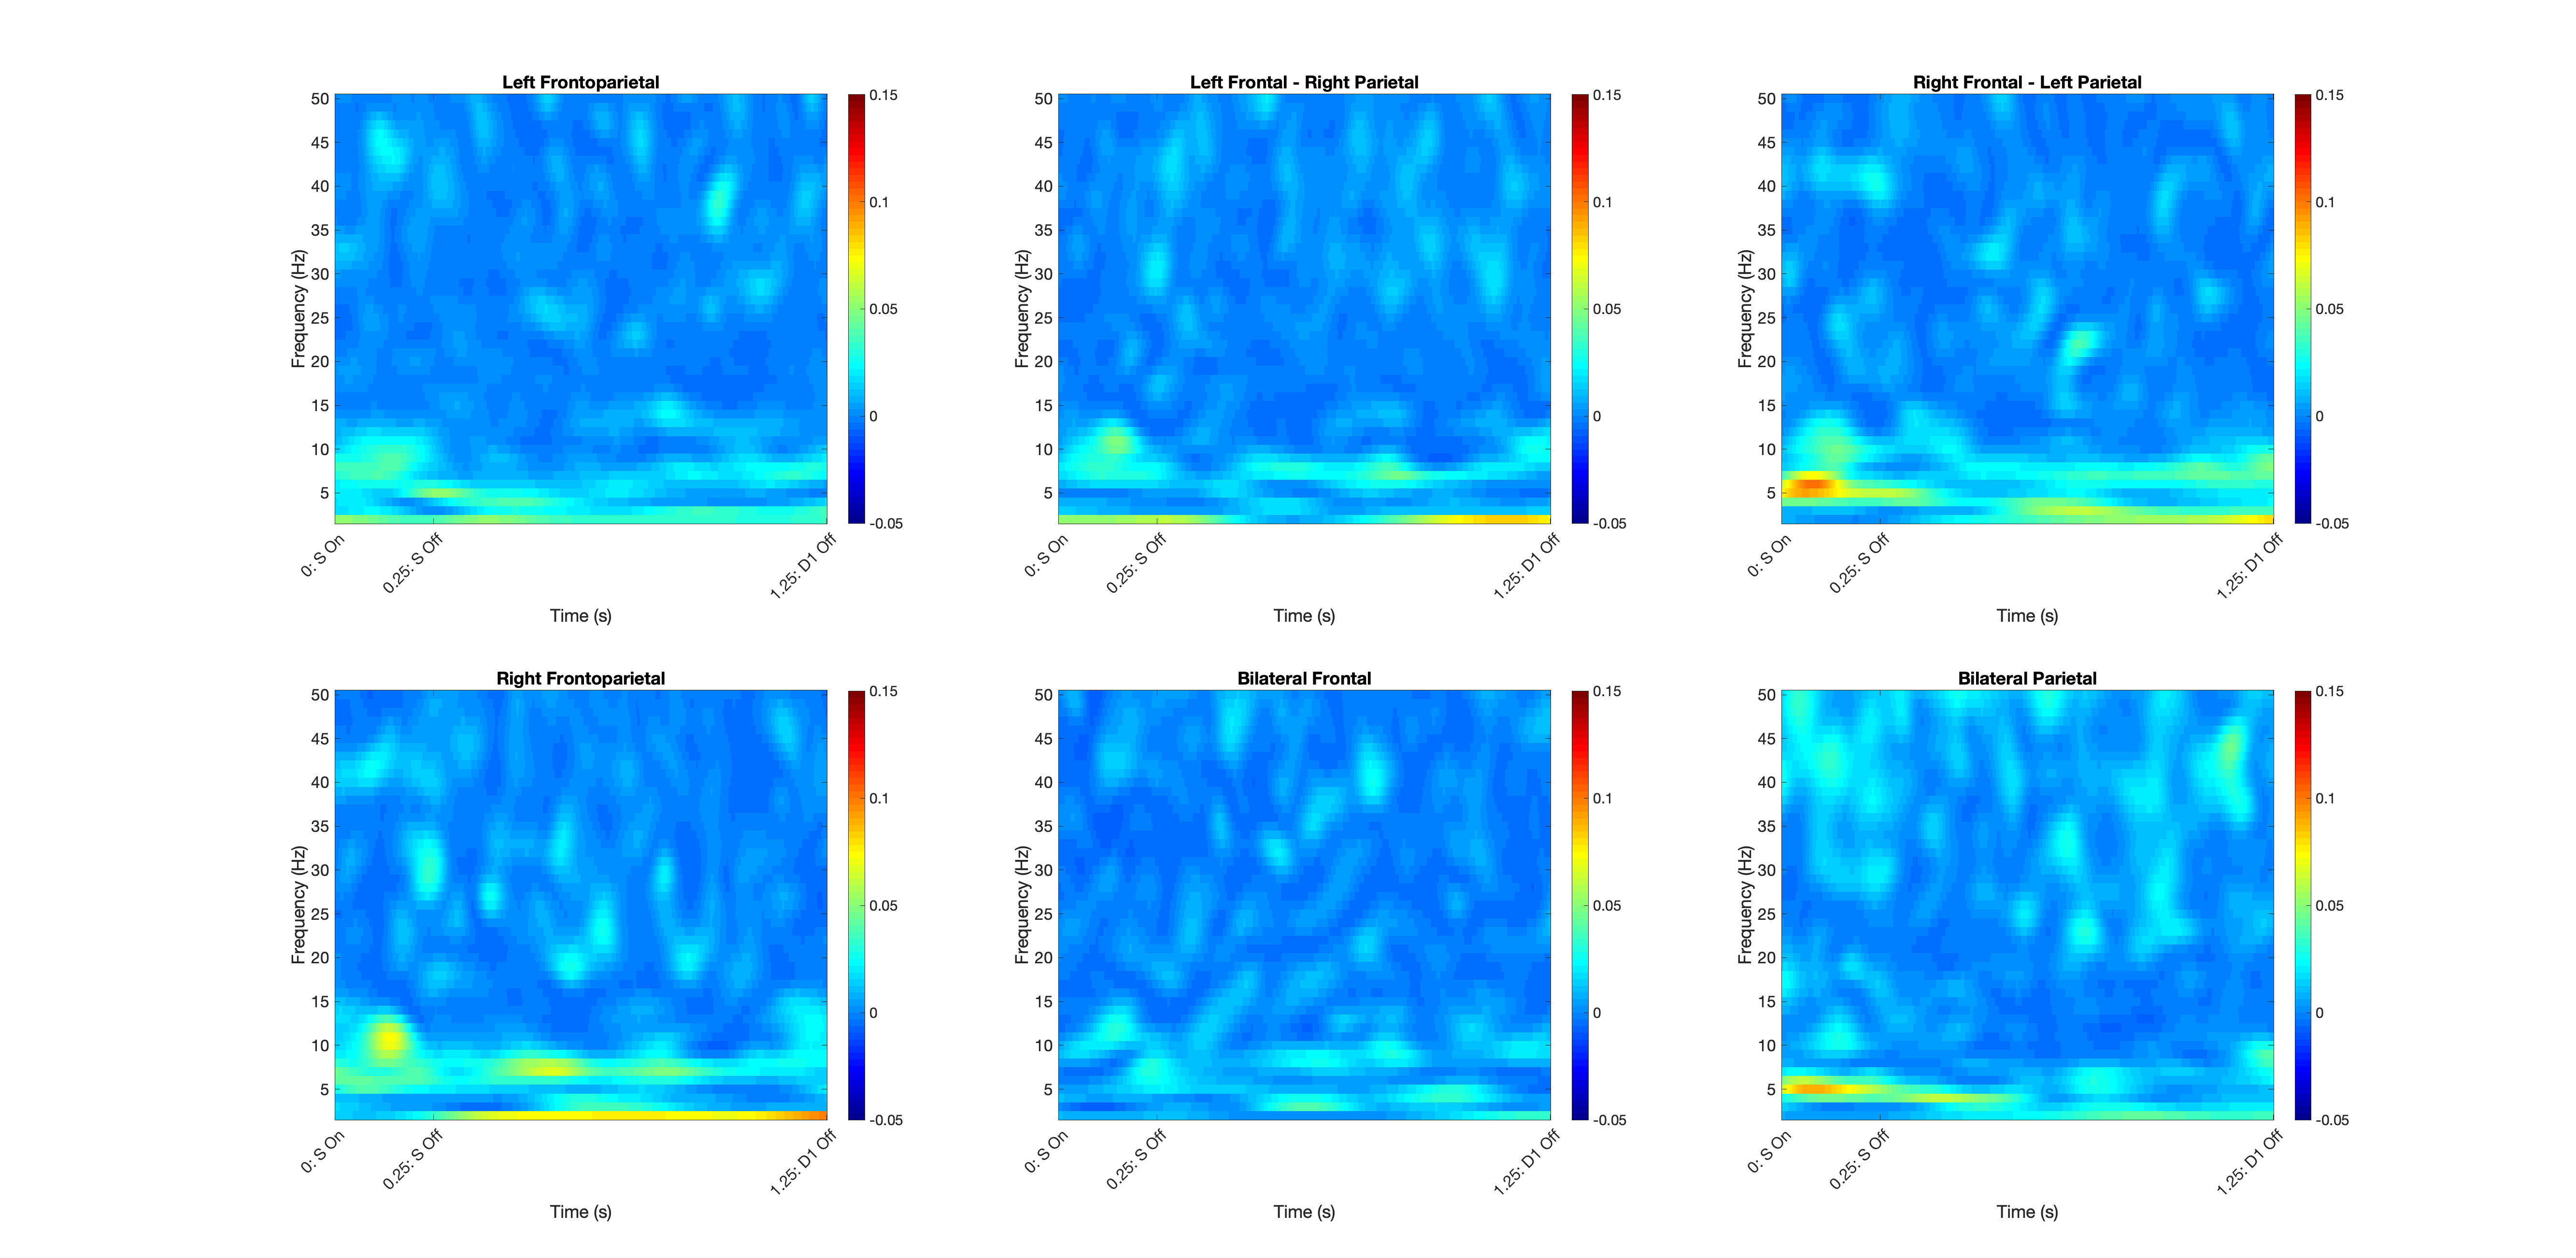 Left Frontoparietal
50
45
40
35
30
25
20
15
10
5
Frequency (Hz)
0: S On
0.25: S Off
1.25: D1 Off
Time (s)
0.15
0.1
0.05
0
-0.05
Left Frontal - Right Parietal
50
45
40
35
30
25
20
15
10
5
Frequency (Hz)
0: S On
0.25: S Off
1.25: D1 Off
Time (s)
0.15
0.1
0.05
0
-0.05
Right Frontal - Left Parietal
50
45
40
35
30
25
20
15
10
5
Frequency (Hz)
0: S On
0.25: S Off
1.25: D1 Off
Time (s)
0.15
0.1
0.05
0
-0.05
Right Frontoparietal
50
45
40
35
30
25
20
15
10
5
Frequency (Hz)
0: S On
0.25: S Off
1.25: D1 Off
Time (s)
0.15
0.1
0.05
0
-0.05
Bilateral Frontal
50
45
40
35
30
25
20
15
10
5
Frequency (Hz)
0: S On
0.25: S Off
1.25: D1 Off
Time (s)
0.15
0.1
0.05
0
-0.05
Bilateral Parietal
50
45
40
35
30
25
20
15
10
5
Frequency (Hz)
0: S On
0.25: S Off
1.25: D1 Off
Time (s)
0.15
0.1
0.05
0
-0.05